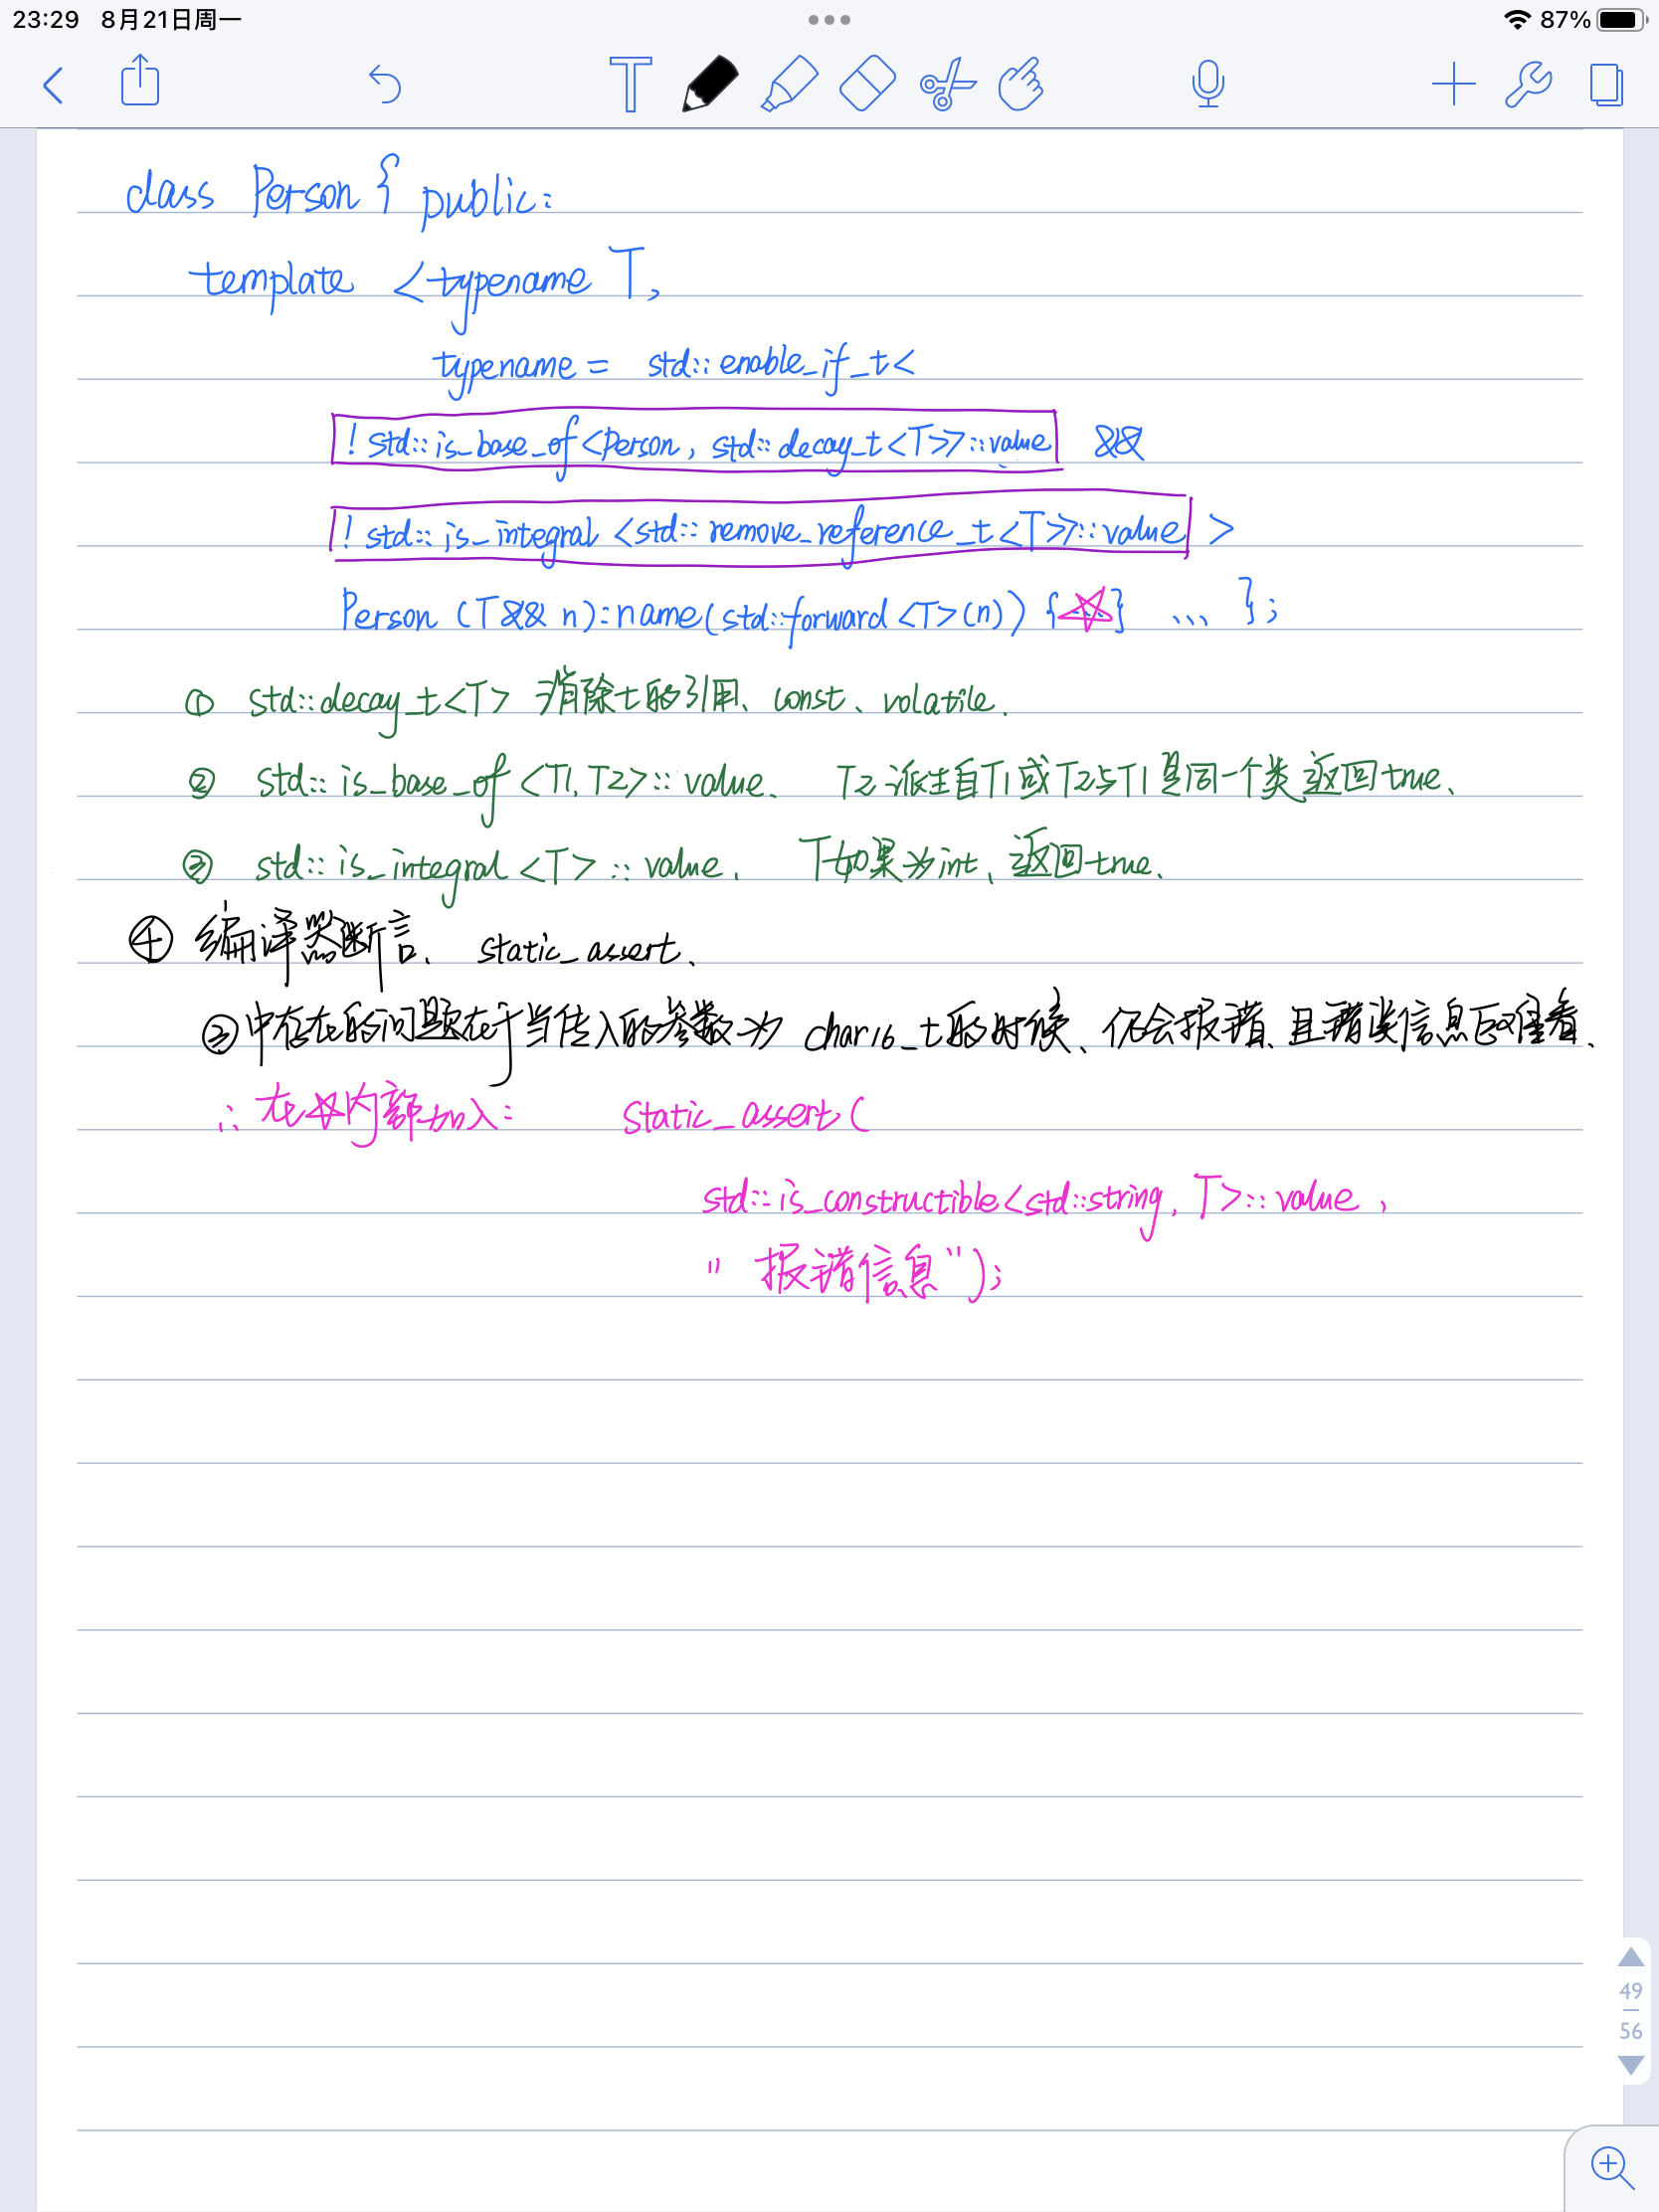 23:29 8月21日周一
87%
class Person { public:
template <typename T,
typename = std::enable_if_t<
! std::is_base_of<Person, std::decay_t<T>>::value &&
! std::is_integral <std::remove_reference_t<T>>::value >
Person (T&& n):name(std::forward<T>(n)) {☆} ... };
① std::decay_t<T> 消除t的引用、const、volatile.
② std::is_base_of <T1, T2>::value、 T2派生自T1或T2与T1是同一个类返回true、
③ std::is_integral <T>::value. T如果为int、返回true.
④ 编译器断言、static_assert、
③中存在的问题在于当传入的参数为 char16_t的时候、仍会报错、且错误信息巨难看、
∴ 在☆内部加入: static_assert(
std::is_constructible<std::string, T>::value,
"报错信息");
49
56